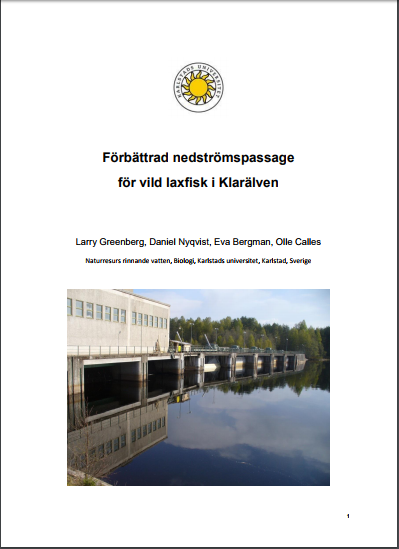 KARLSTADS UNIVERSITET
Förbättrad nedströmspassage
för vild laxfisk i Klarälven
Larry Greenberg, Daniel Nyqvist, Eva Bergman, Olle Calles
Naturresurs rinnande vatten, Biologi, Karlstads universitet, Karlstad, Sverige
1